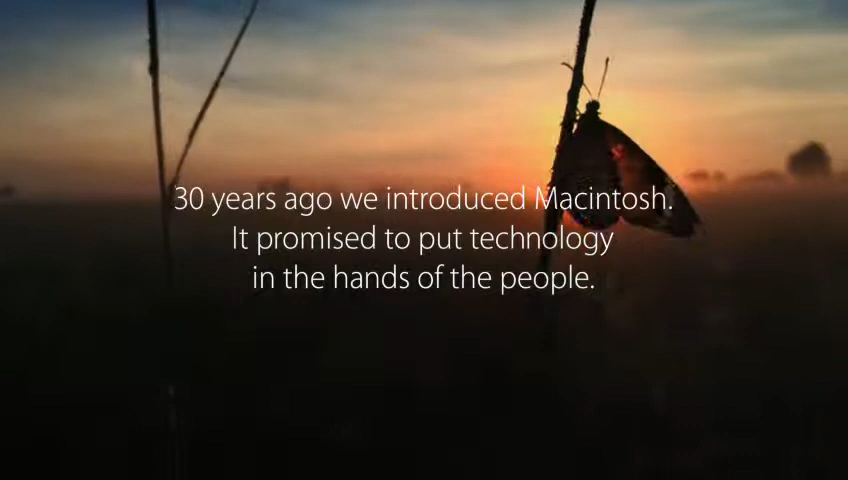 30 years ago we introduced Macintosh.
It promised to put technology
in the hands of the people.